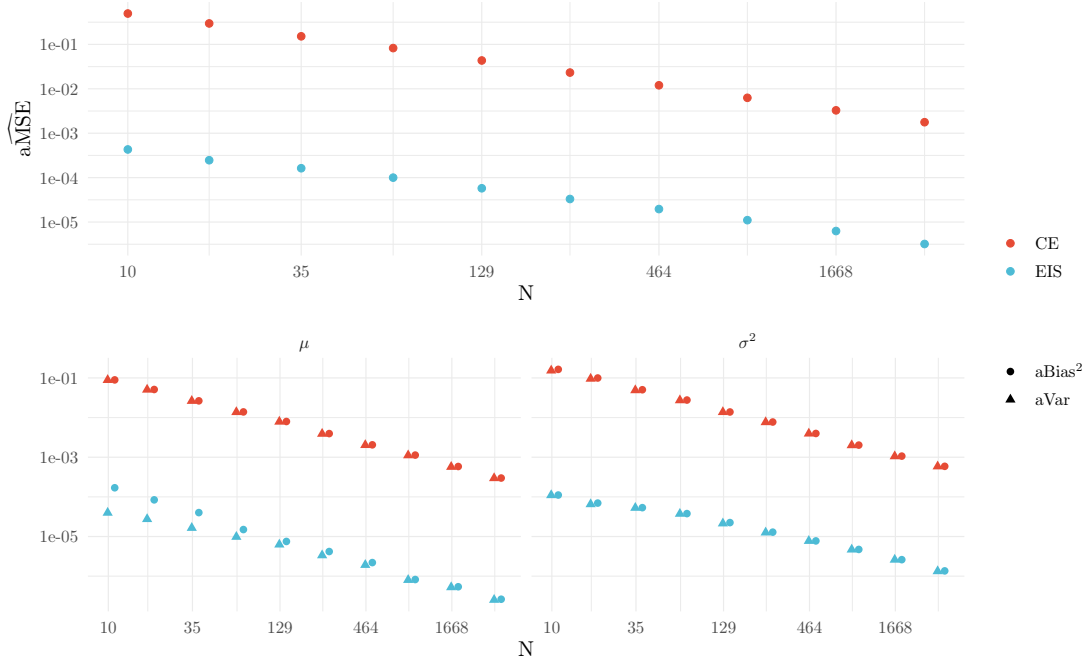 1e-01
1e-02
1e-03
1e-04
1e-05
aMSE
10 35 129 464 1668
N
CE
EIS
μ σ²
1e-01
1e-03
1e-05
10 35 129 464 1668 10 35 129 464 1668
N
aBias²
aVar